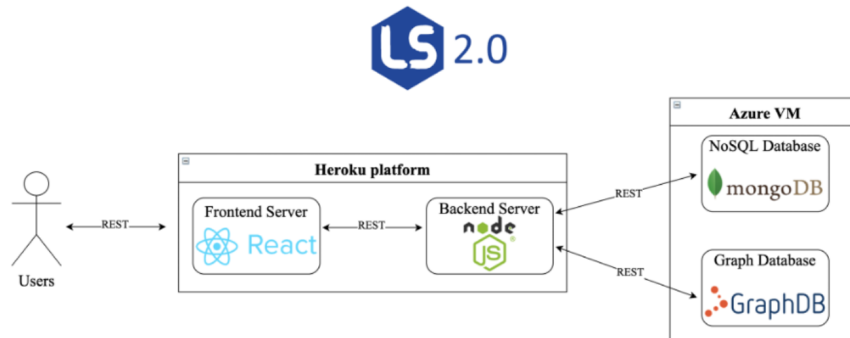 LS 2.0
Azure VM
NoSQL Database
mongoDB
Heroku platform
REST
Frontend Server
React
REST
Backend Server
node
JS
REST
REST
Graph Database
GraphDB
Users